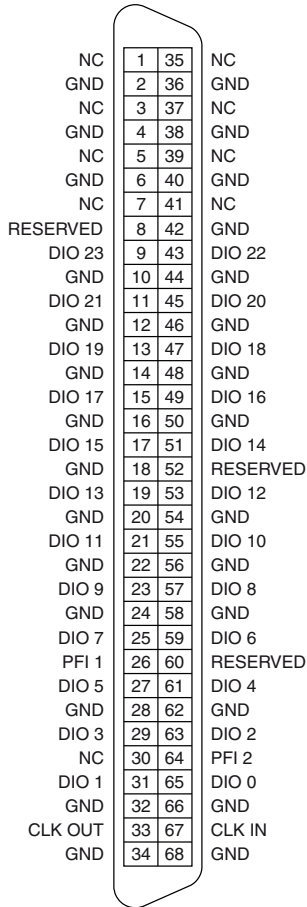 NC 1 35 NC
GND 2 36 GND
NC 3 37 NC
GND 4 38 GND
NC 5 39 NC
GND 6 40 GND
NC 7 41 NC
RESERVED 8 42 GND
DIO 23 9 43 DIO 22
GND 10 44 GND
DIO 21 11 45 DIO 20
GND 12 46 GND
DIO 19 13 47 DIO 18
GND 14 48 GND
DIO 17 15 49 DIO 16
GND 16 50 GND
DIO 15 17 51 DIO 14
GND 18 52 RESERVED
DIO 13 19 53 DIO 12
GND 20 54 GND
DIO 11 21 55 DIO 10
GND 22 56 GND
DIO 9 23 57 DIO 8
GND 24 58 GND
DIO 7 25 59 DIO 6
PFI 1 26 60 RESERVED
DIO 5 27 61 DIO 4
GND 28 62 GND
DIO 3 29 63 DIO 2
NC 30 64 PFI 2
DIO 1 31 65 DIO 0
GND 32 66 GND
CLK OUT 33 67 CLK IN
GND 34 68 GND